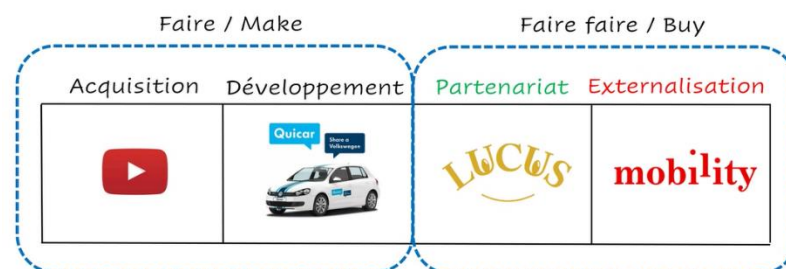 Faire / Make
Faire faire / Buy
Acquisition
Développement
Partenariat
Externalisation
Quicar
Share a
Volkswagen
LUCUS
mobility